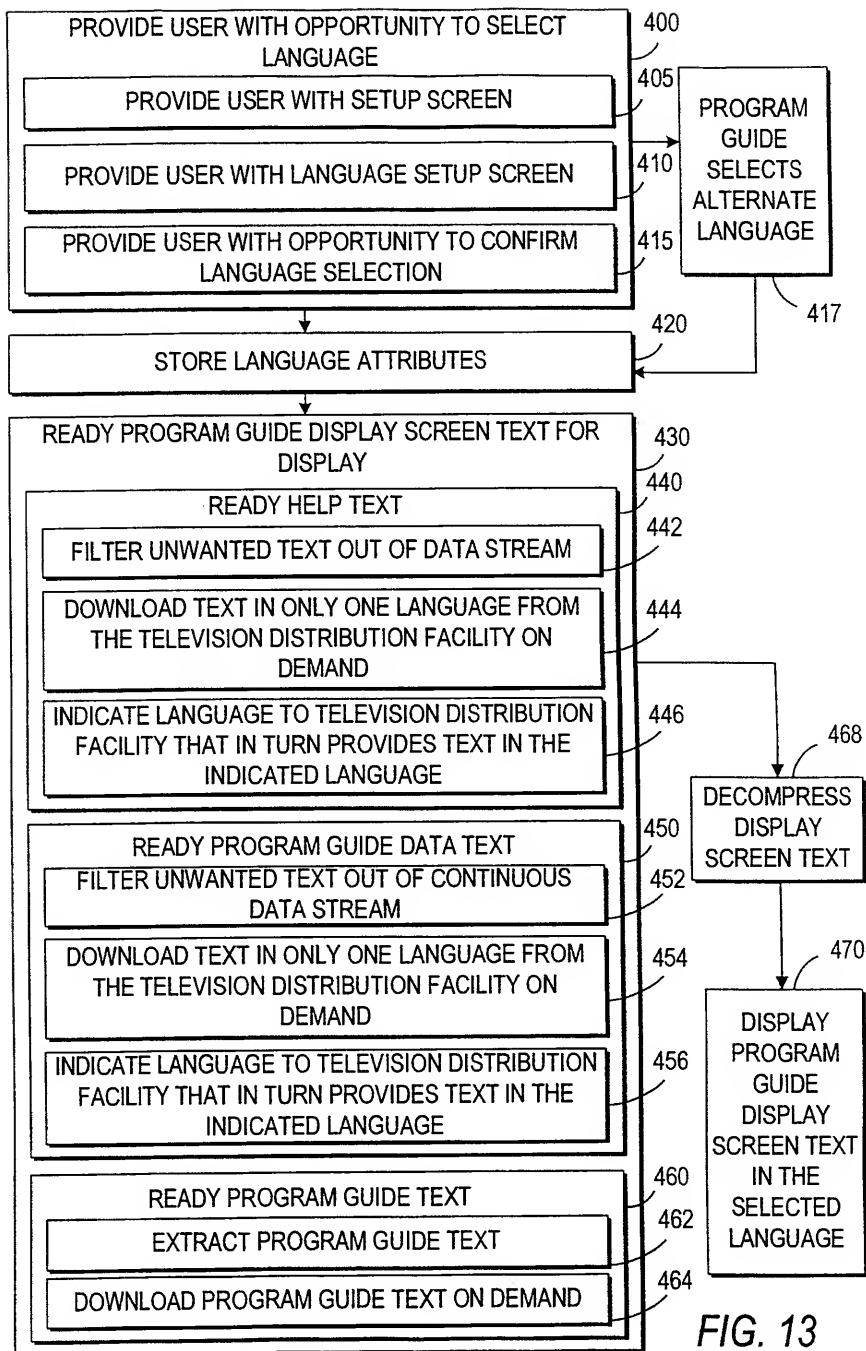 PROVIDE USER WITH OPPORTUNITY TO SELECT
LANGUAGE
400
PROVIDE USER WITH SETUP SCREEN
405
PROVIDE USER WITH LANGUAGE SETUP SCREEN
410
PROVIDE USER WITH OPPORTUNITY TO CONFIRM
LANGUAGE SELECTION
415
PROGRAM
GUIDE
SELECTS
ALTERNATE
LANGUAGE
417
STORE LANGUAGE ATTRIBUTES
420
READY PROGRAM GUIDE DISPLAY SCREEN TEXT FOR
DISPLAY
430
READY HELP TEXT
440
FILTER UNWANTED TEXT OUT OF DATA STREAM
442
DOWNLOAD TEXT IN ONLY ONE LANGUAGE FROM
THE TELEVISION DISTRIBUTION FACILITY ON
DEMAND
444
INDICATE LANGUAGE TO TELEVISION DISTRIBUTION
FACILITY THAT IN TURN PROVIDES TEXT IN THE
INDICATED LANGUAGE
446
READY PROGRAM GUIDE DATA TEXT
450
FILTER UNWANTED TEXT OUT OF CONTINUOUS
DATA STREAM
452
DOWNLOAD TEXT IN ONLY ONE LANGUAGE FROM
THE TELEVISION DISTRIBUTION FACILITY ON
DEMAND
454
INDICATE LANGUAGE TO TELEVISION DISTRIBUTION
FACILITY THAT IN TURN PROVIDES TEXT IN THE
INDICATED LANGUAGE
456
READY PROGRAM GUIDE TEXT
460
EXTRACT PROGRAM GUIDE TEXT
462
DOWNLOAD PROGRAM GUIDE TEXT ON DEMAND
464
468
DECOMPRESS
DISPLAY
SCREEN TEXT
470
DISPLAY
PROGRAM
GUIDE
DISPLAY
SCREEN TEXT
IN THE
SELECTED
LANGUAGE
FIG. 13